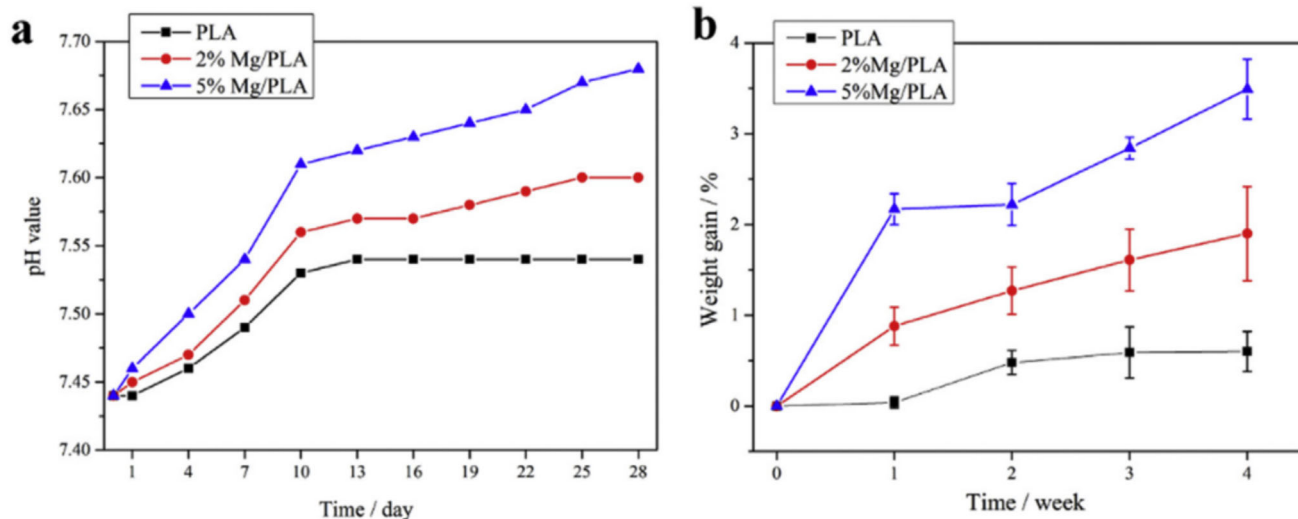 a
PLA
2% Mg/PLA
5% Mg/PLA
7.70
7.65
7.60
7.55
7.50
7.45
7.40
pH value
1 4 7 10 13 16 19 22 25 28
Time / day
b
PLA
2%Mg/PLA
5%Mg/PLA
4
3
2
1
0
Weight gain / %
0 1 2 3 4
Time / week